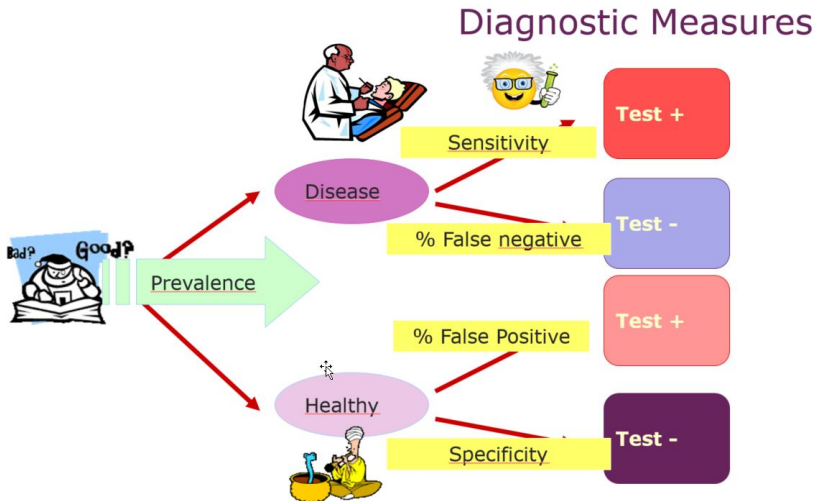 Diagnostic Measures
Test +
Sensitivity
Disease
Test -
% False negative
Bad?
Good?
Prevalence
Test +
% False Positive
Healthy
Test -
Specificity